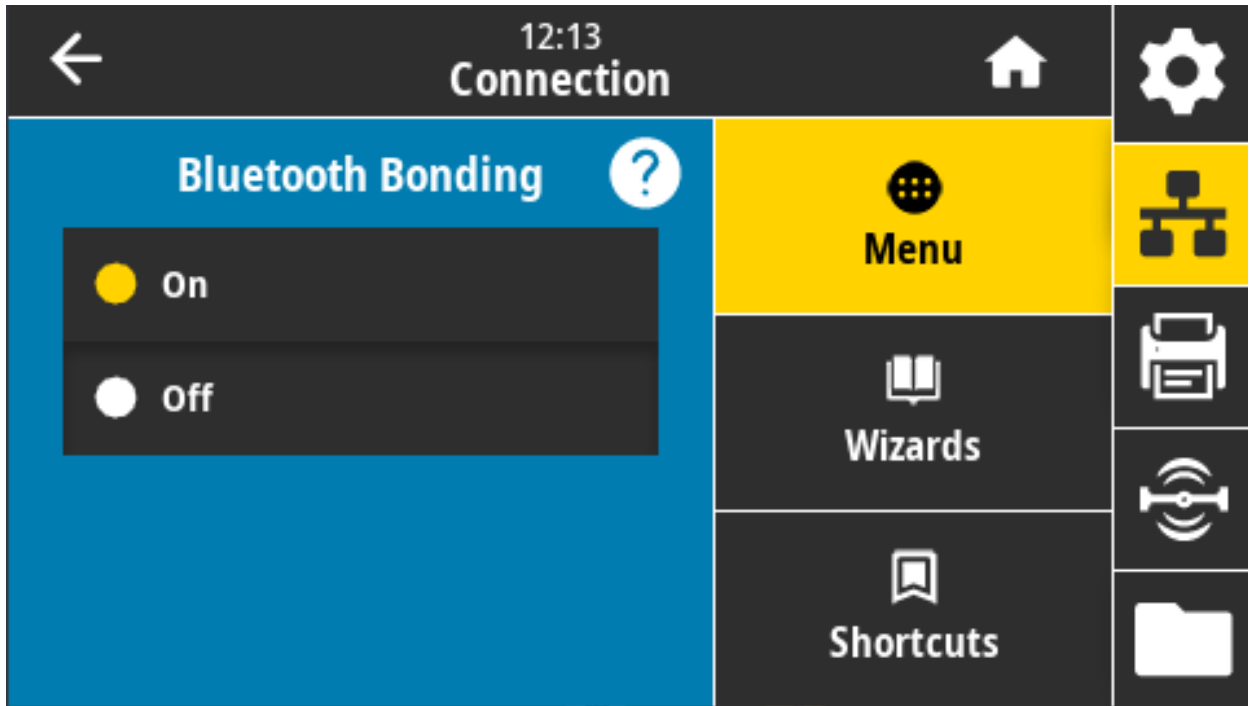 12:13
Connection
Bluetooth Bonding
?
On
Off
Menu
Wizards
Shortcuts